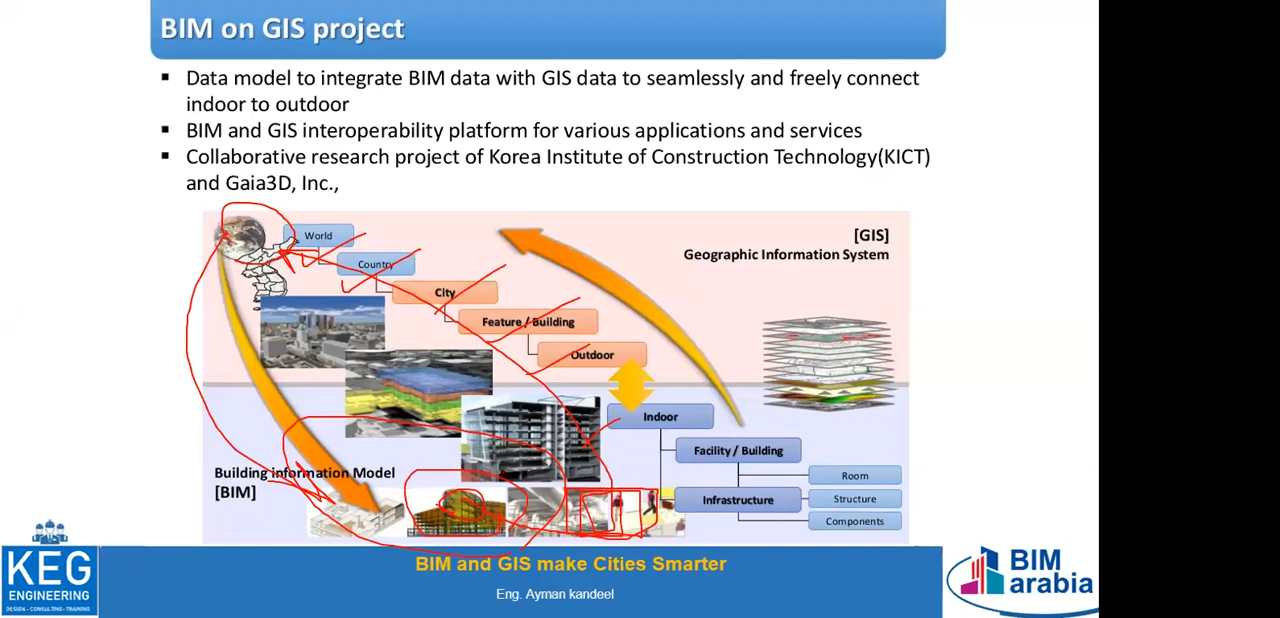 BIM on GIS project
▪ Data model to integrate BIM data with GIS data to seamlessly and freely connect
indoor to outdoor
▪ BIM and GIS interoperability platform for various applications and services
▪ Collaborative research project of Korea Institute of Construction Technology(KICT)
and Gaia3D, Inc.,
World
Country
City
Feature / Building
Outdoor
[GIS]
Geographic Information System
Indoor
Facility / Building
Infrastructure
Room
Structure
Components
Building information Model
[BIM]
KEG
ENGINEERING
DESIGN - CONSULTING - TRAINING
BIM and GIS make Cities Smarter
Eng. Ayman kandeel
BIM
arabia